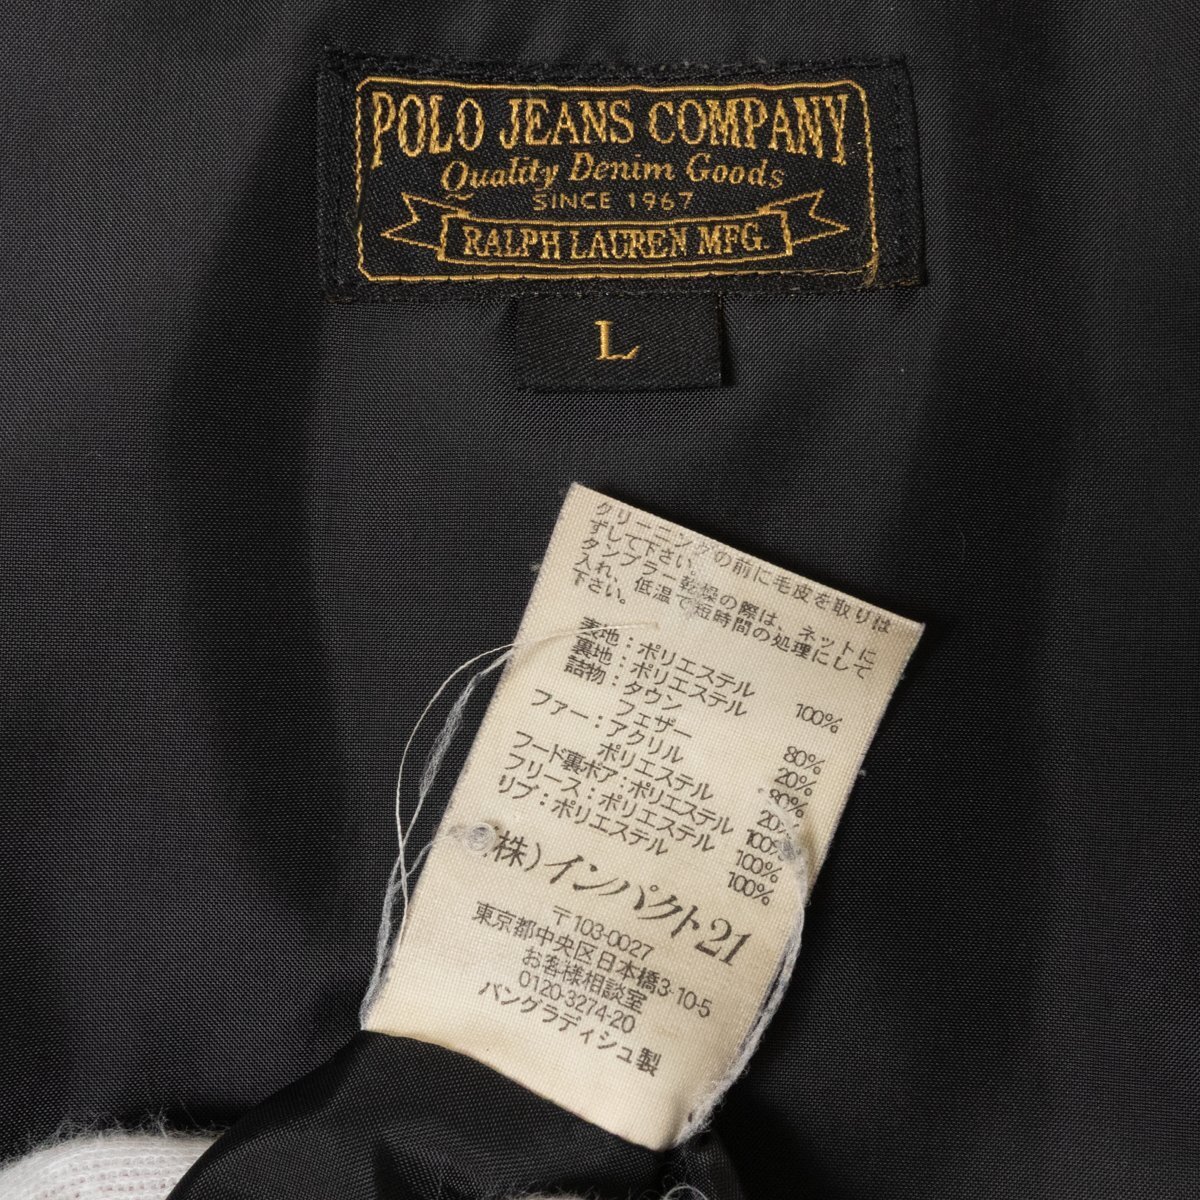 POLO JEANS COMPANY
Quality Denim Goods
SINCE 1967
RALPH LAUREN MFG.
L
クリーニングの前に毛皮を取りは
ずして下さい。
タンブラー乾燥の際は、ネットに
入れ、低温で短時間の処理にして
下さい。
表地：ポリエステル 100%
裏地：ポリエステル 100%
詰物：ダウン 80%
フェザー 20%
ファー：アクリル 80%
ポリエステル 20%
フード裏ボア：ポリエステル 100%
フリース：ポリエステル 100%
リブ：ポリエステル 100%
(株)インパクト21
〒103-0027
東京都中央区日本橋3-10-5
お客様相談室
0120-3274-20
バングラディシュ製